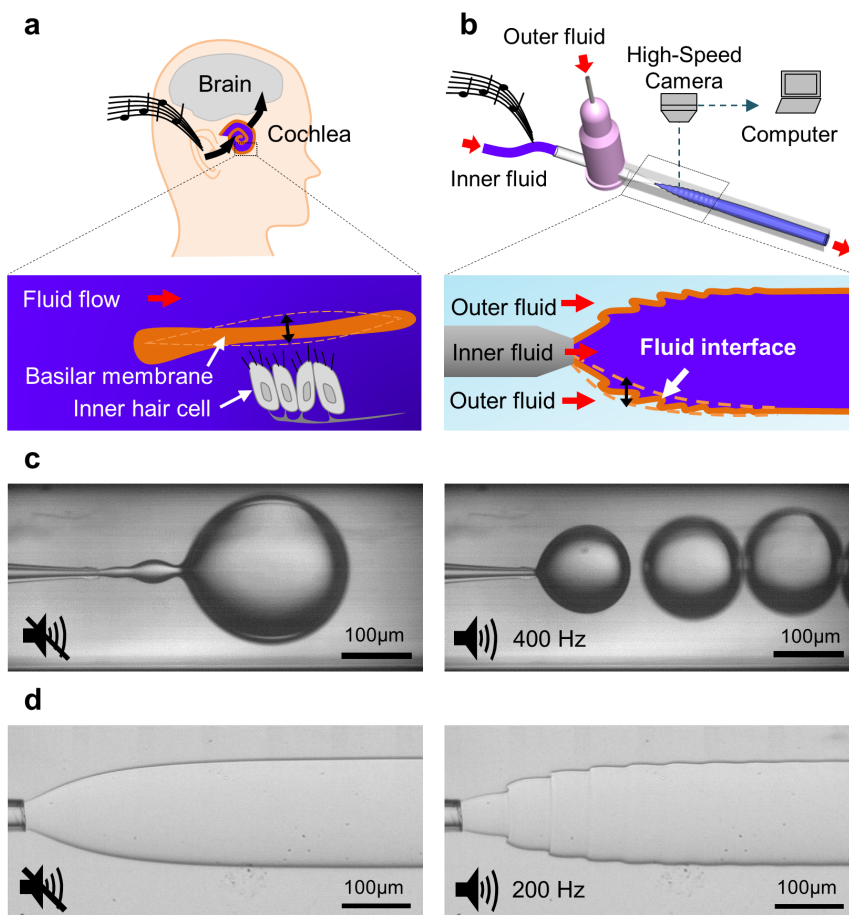 a
Brain
Cochlea
Fluid flow
Basilar membrane
Inner hair cell
b
Outer fluid
High-Speed
Camera
Computer
Inner fluid
Outer fluid
Inner fluid
Fluid interface
Outer fluid
c
100μm
400 Hz
100μm
d
100μm
200 Hz
100μm